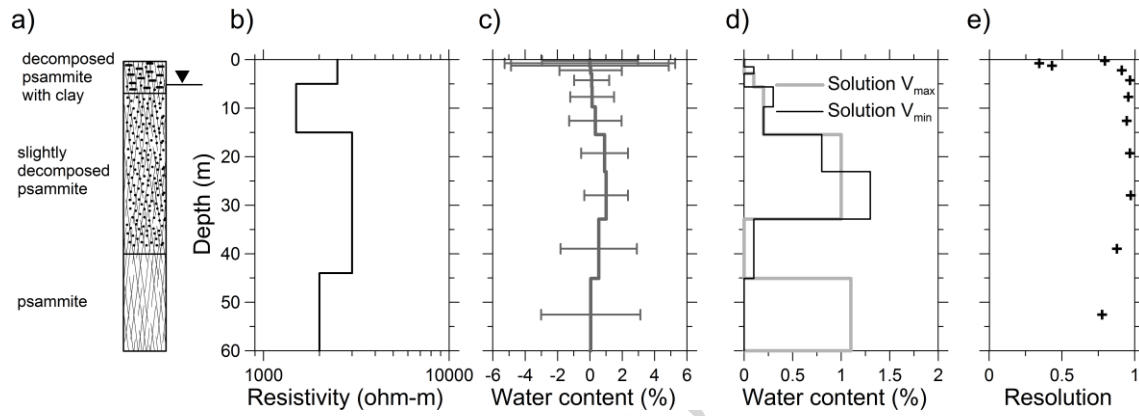 a)
decomposed
psammite
with clay
slightly
decomposed
psammite
psammite
b)
Depth (m)
0
10
20
30
40
50
60
1000
10000
Resistivity (ohm-m)
c)
-6
-4
-2
0
2
4
6
Water content (%)
d)
Solution Vmax
Solution Vmin
0
0.5
1
1.5
2
Water content (%)
e)
0
0.5
1
Resolution